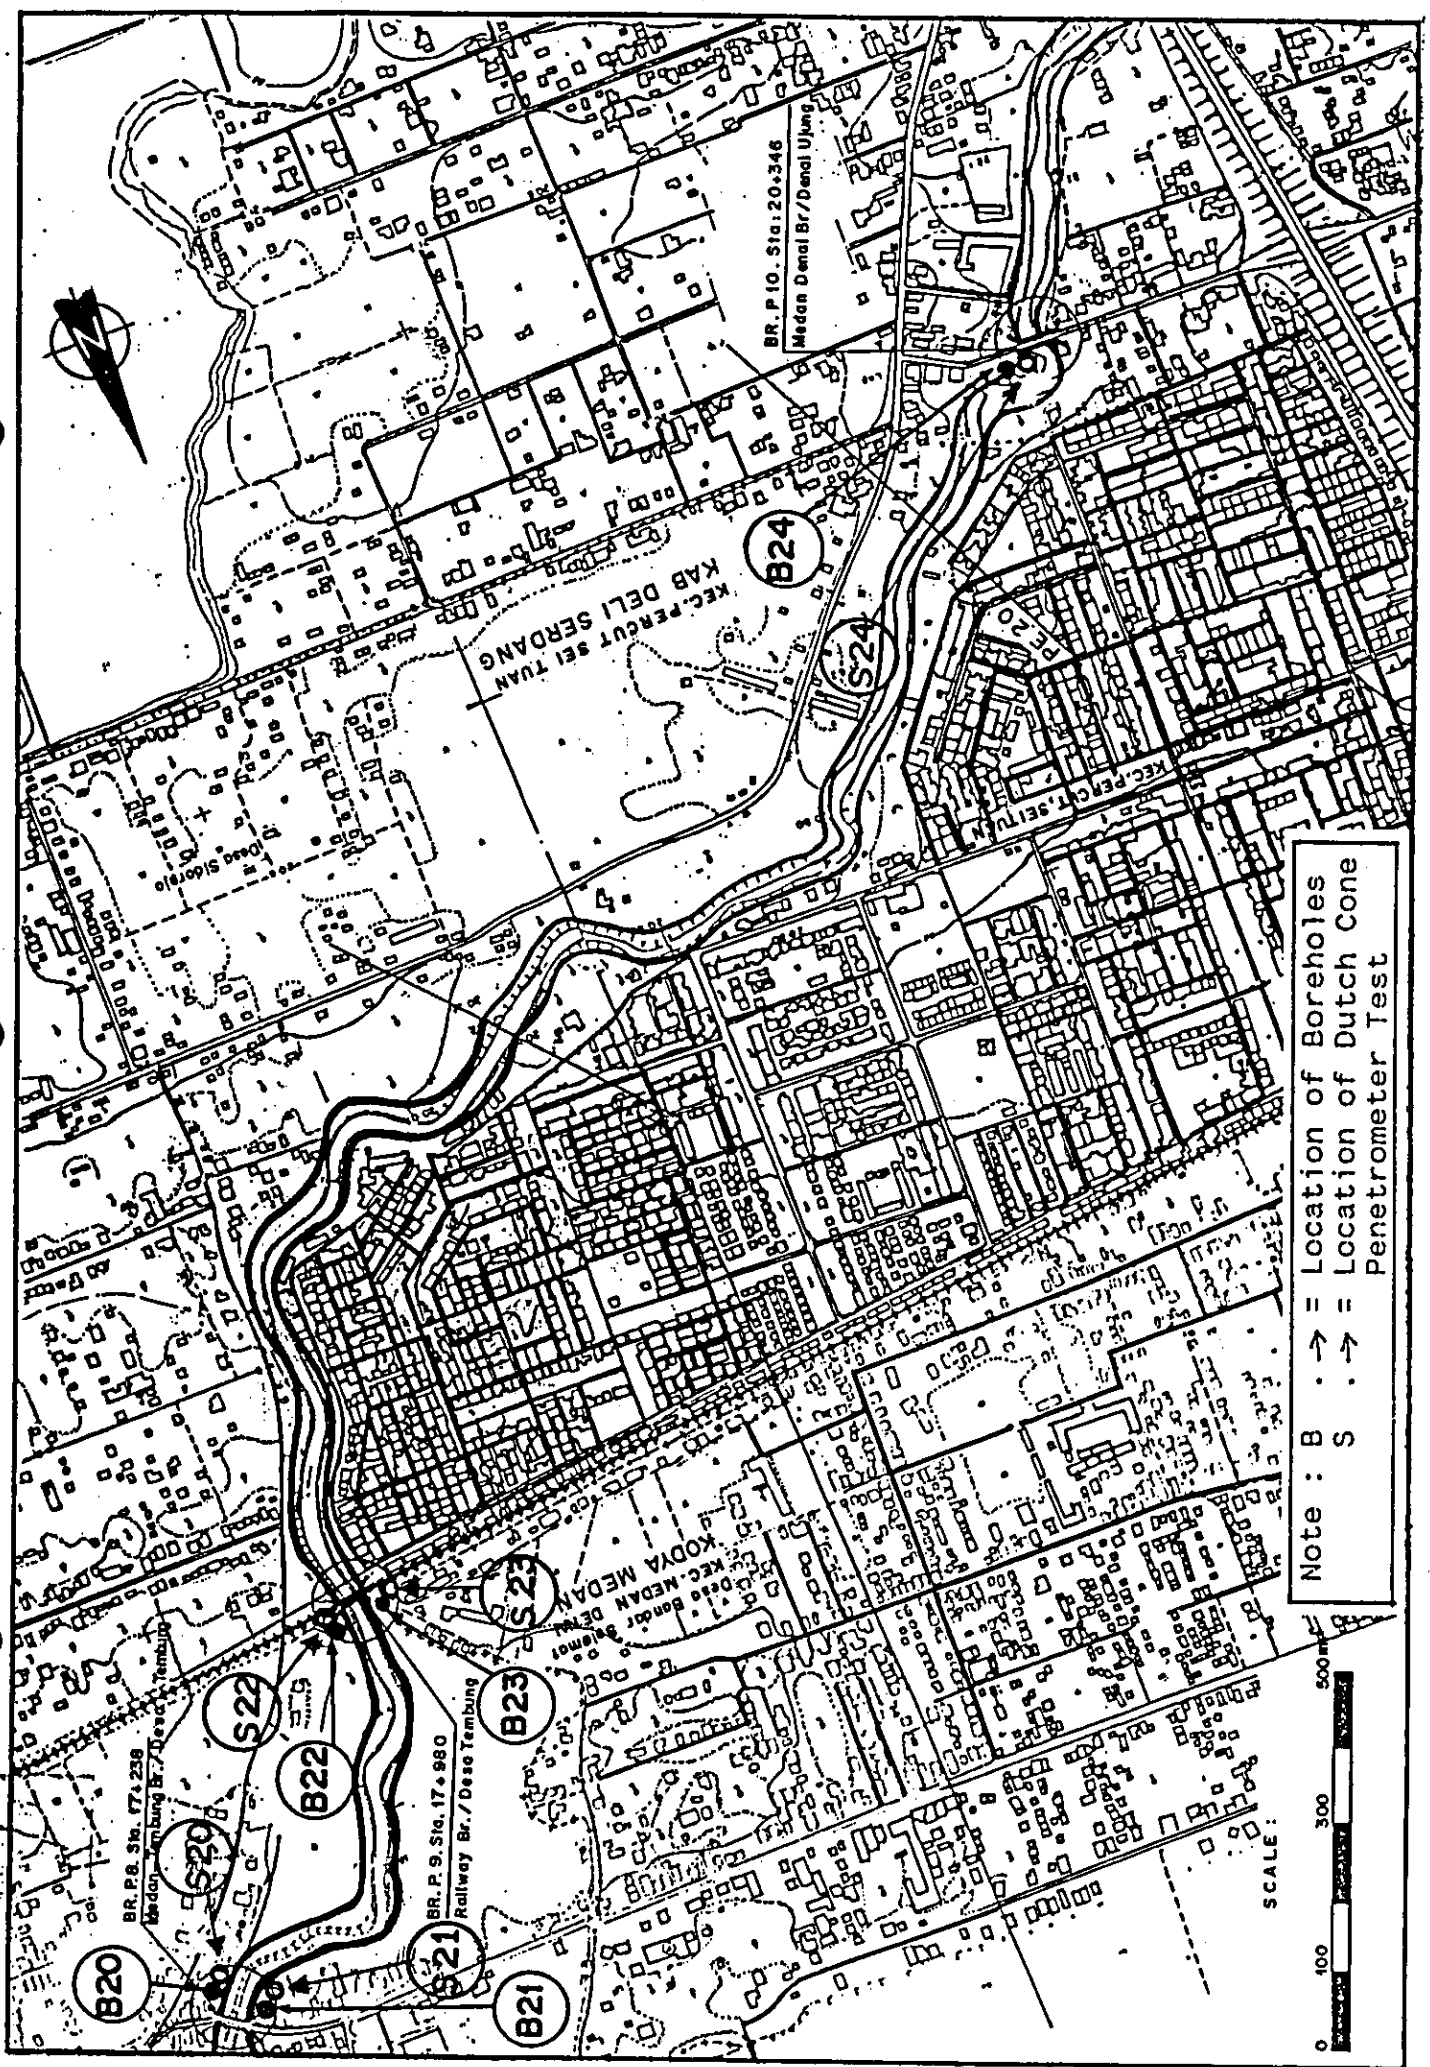 BR. P8. Sta. 17+238
Medan-Tembung Br./Desa Tembung
B20
S20
S22
B22
BR. P. 9. Sta. 17+980
Railway Br./Desa Tembung
S21
B21
B23
S23
KODYA MEDAN
KEC. MEDAN DENAI
Desa Bandar Selamat
Desa Sidorejo
KEC. PERCUT SEI TUAN
KAB DELI SERDANG
B24
S24
BR. P10. Sta: 20+346
Medan Denai Br/Denai Ujung
KEC. PERCUT. SEITUAN
SCALE :
0 100 300 500m
Note : B . → = Location of Boreholes
S . → = Location of Dutch Cone
Penetrometer Test